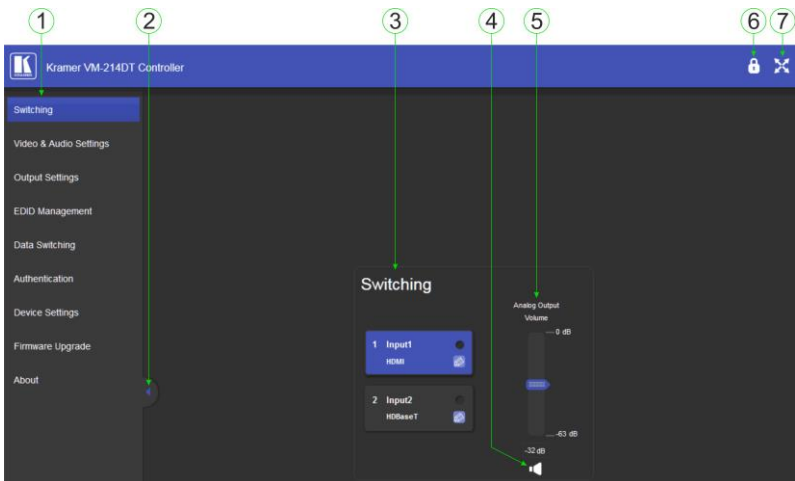 1 2 3 4 5 6 7
KRAMER
Kramer VM-214DT Controller
Switching
Video & Audio Settings
Output Settings
EDID Management
Data Switching
Authentication
Device Settings
Firmware Upgrade
About
Switching
1 Input1
HDMI
2 Input2
HDBaseT
Analog Output
Volume
0 dB
-63 dB
-32 dB